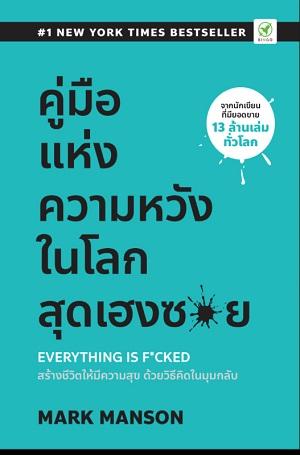 #1 NEW YORK TIMES BESTSELLER
BINGO
คู่มือ
แห่ง
ความหวัง
ในโลก
สุดเฮงซ*ย
จากนักเขียน
ที่มียอดขาย
13 ล้านเล่ม
ทั่วโลก
EVERYTHING IS F*CKED
สร้างชีวิตให้มีความสุข ด้วยวิธีคิดในมุมกลับ
MARK MANSON